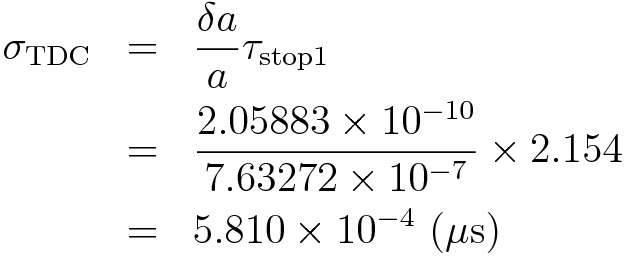 σ_TDC = δa/a τ_stop1
= 2.05883 × 10⁻¹⁰ / 7.63272 × 10⁻⁷ × 2.154
= 5.810 × 10⁻⁴ (μs)